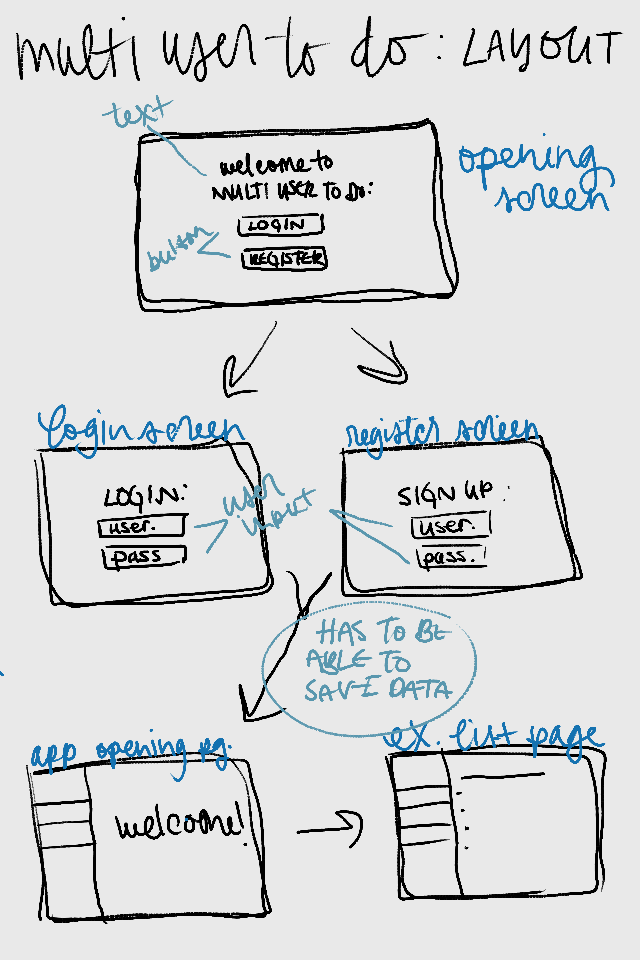 multi user to do: LAYOUT
text
opening
screen
welcome to
MULTI USER TO DO:
button
LOGIN
REGISTER
login screen
register screen
LOGIN:
user.
pass
user
input
SIGN UP:
user.
pass.
HAS TO BE
ABLE TO
SAVE DATA
app opening pg.
welcome!
ex. list page